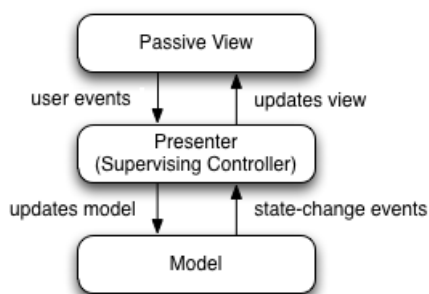 Passive View
user events
updates view
Presenter
(Supervising Controller)
updates model
state-change events
Model